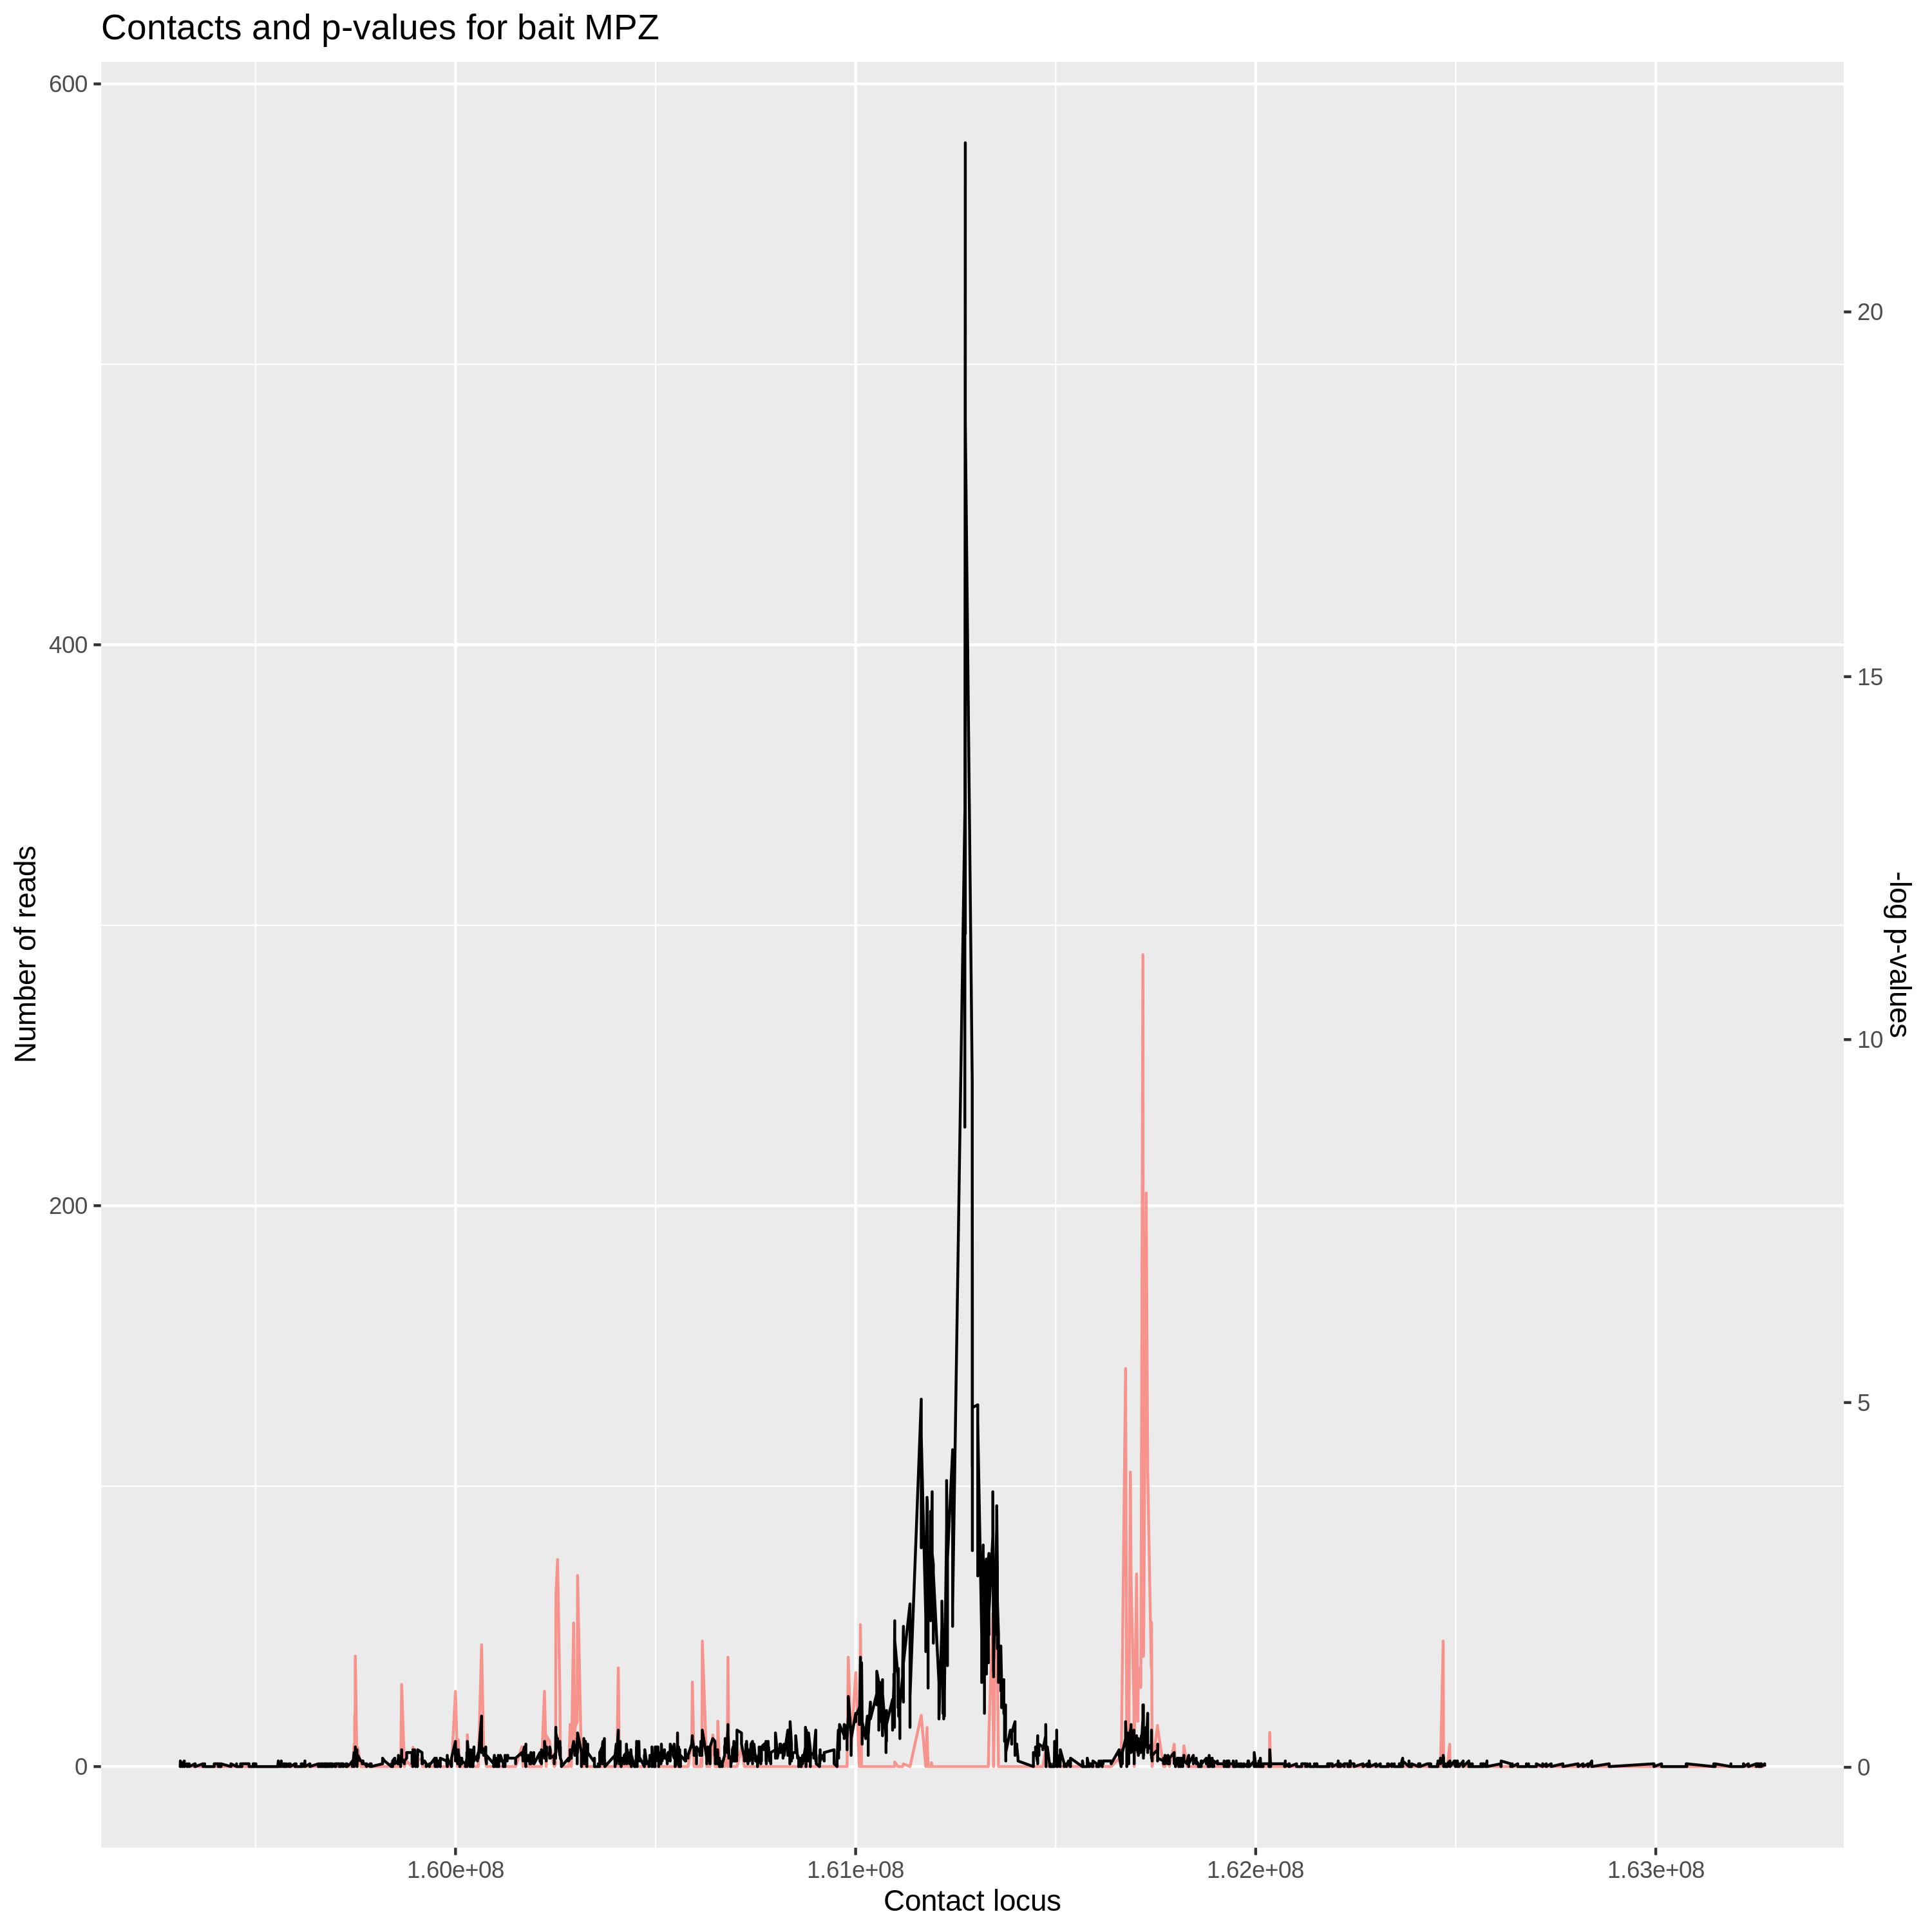 Contacts and p-values for bait MPZ
600
400
200
0
Number of reads
20
15
10
5
0
-log p-values
1.60e+08
1.61e+08
1.62e+08
1.63e+08
Contact locus